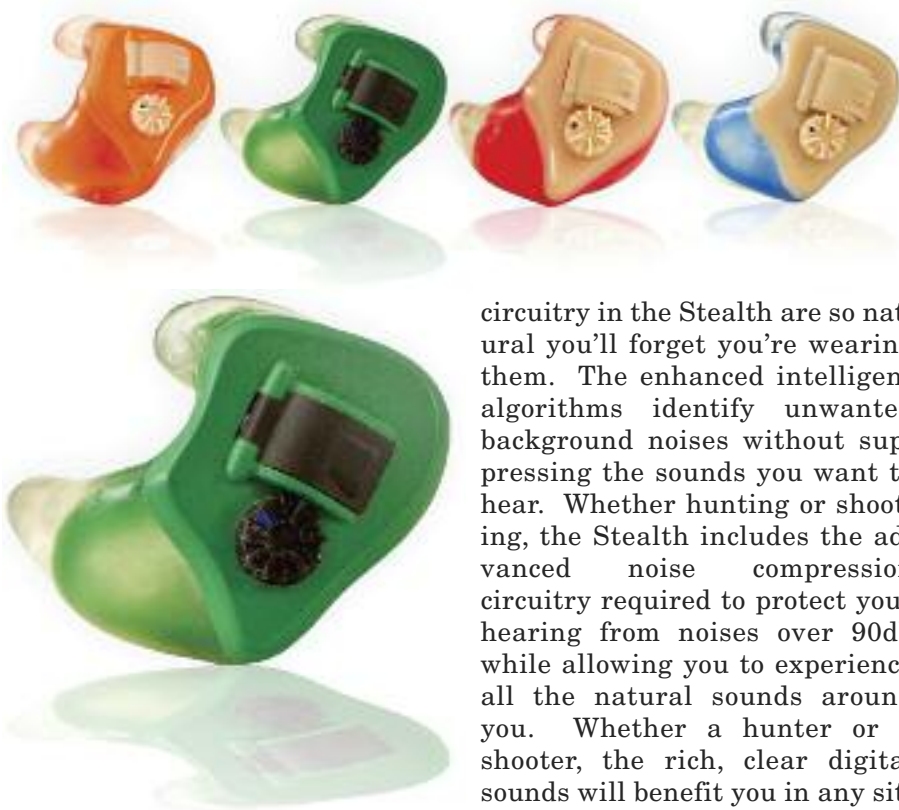 circuitry in the Stealth are so nat
ural you'll forget you're wearin
them. The enhanced intelligen
algorithms identify unwante
background noises without sup
pressing the sounds you want t
hear. Whether hunting or shoot
ing, the Stealth includes the ad
vanced noise compression
circuitry required to protect you
hearing from noises over 90d
while allowing you to experienc
all the natural sounds aroun
you. Whether a hunter or
shooter, the rich, clear digita
sounds will benefit you in any sit